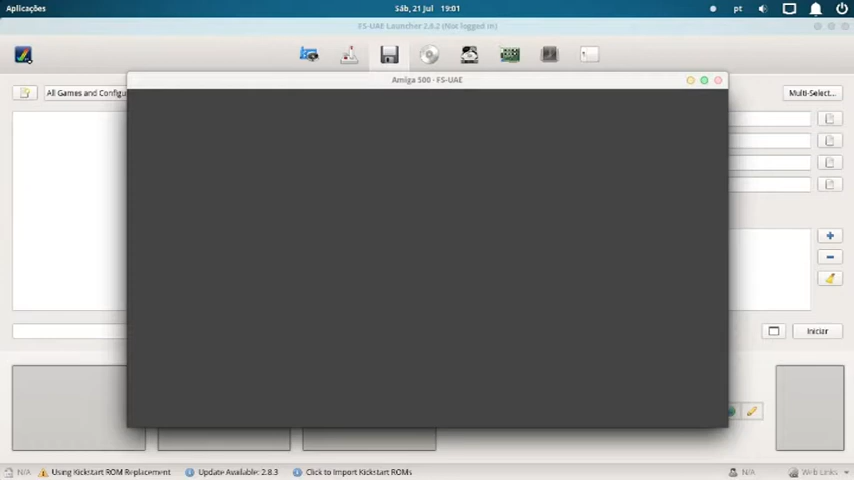 Aplicações
Sáb, 21 Jul 19:01
pt
FS-UAE Launcher 2.8.2 (Not logged in)
Amiga 500 - FS-UAE
All Games and Configu
Multi-Select...
Iniciar
N/A
Using Kickstart ROM Replacement
Update Available: 2.8.3
Click to Import Kickstart ROMs
N/A
Web Links